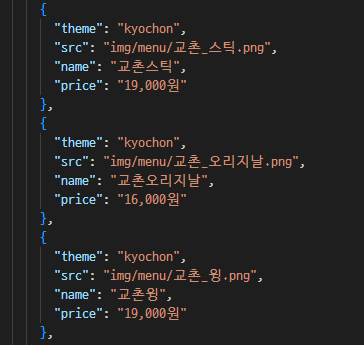 {
"theme": "kyochon",
"src": "img/menu/교촌_스틱.png",
"name": "교촌스틱",
"price": "19,000원"
},
{
"theme": "kyochon",
"src": "img/menu/교촌_오리지날.png",
"name": "교촌오리지날",
"price": "16,000원"
},
{
"theme": "kyochon",
"src": "img/menu/교촌_윙.png",
"name": "교촌윙",
"price": "19,000원"
},